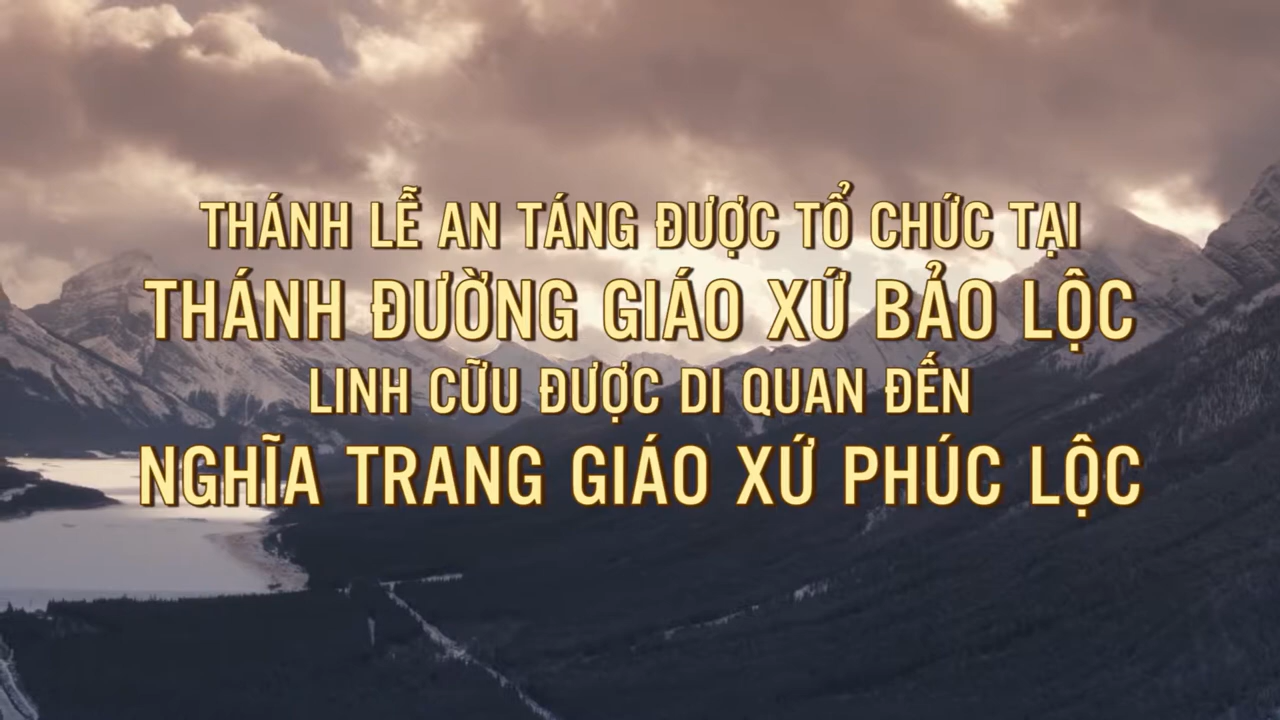 THÁNH LỄ AN TÁNG ĐƯỢC TỔ CHỨC TẠI
THÁNH ĐƯỜNG GIÁO XỨ BẢO LỘC
LINH CỮU ĐƯỢC DI QUAN ĐẾN
NGHĨA TRANG GIÁO XỨ PHÚC LỘC